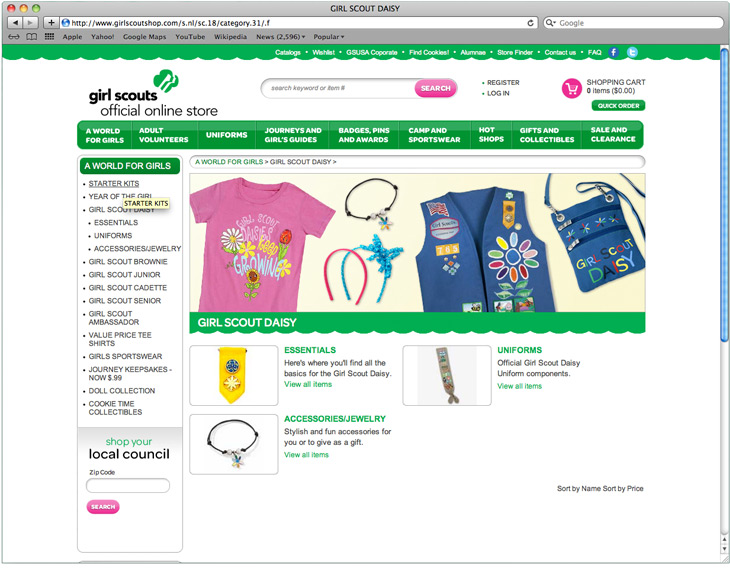 GIRL SCOUT DAISY
http://www.girlscoutshop.com/s.nl/sc.18/category.31/.f
Google
Apple Yahoo! Google Maps YouTube Wikipedia News (2,596) Popular
Catalogs • Wishlist • GSUSA Coporate • Find Cookies! • Alumnae • Store Finder • Contact us • FAQ
girl scouts
official online store
search keyword or item #
SEARCH
• REGISTER
• LOG IN
SHOPPING CART
0 items ($0.00)
QUICK ORDER
A WORLD FOR GIRLS
ADULT VOLUNTEERS
UNIFORMS
JOURNEYS AND GIRL'S GUIDES
BADGES, PINS AND AWARDS
CAMP AND SPORTSWEAR
HOT SHOPS
GIFTS AND COLLECTIBLES
SALE AND CLEARANCE
A WORLD FOR GIRLS
• STARTER KITS
• YEAR OF THE GIRL
STARTER KITS
• GIRL SCOUT DAISY
• ESSENTIALS
• UNIFORMS
• ACCESSORIES/JEWELRY
• GIRL SCOUT BROWNIE
• GIRL SCOUT JUNIOR
• GIRL SCOUT CADETTE
• GIRL SCOUT SENIOR
• GIRL SCOUT
AMBASSADOR
• VALUE PRICE TEE
SHIRTS
• GIRLS SPORTSWEAR
• JOURNEY KEEPSAKES -
NOW $.99
• DOLL COLLECTION
• COOKIE TIME
COLLECTIBLES
shop your
local council
Zip Code
SEARCH
A WORLD FOR GIRLS > GIRL SCOUT DAISY >
GIRL SCOUT
DAISIES
KEEP
GROWING
Girl Scouts
765
GIRL SCOUT
DAISY
GIRL SCOUT DAISY
ESSENTIALS
Here's where you'll find all the
basics for the Girl Scout Daisy.
View all items
UNIFORMS
Official Girl Scout Daisy
Uniform components.
View all items
ACCESSORIES/JEWELRY
Stylish and fun accessories for
you or to give as a gift.
View all items
Sort by Name Sort by Price